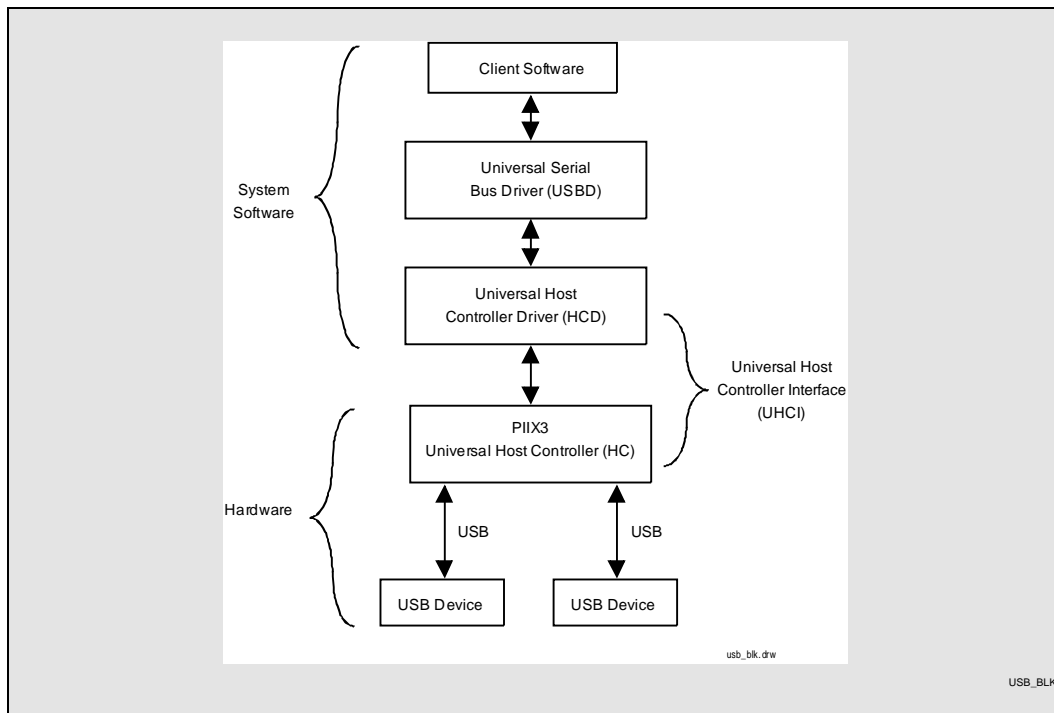 Client Software
Universal Serial
Bus Driver (USBD)
System
Software
Universal Host
Controller Driver (HCD)
Universal Host
Controller Interface
(UHCI)
PIIX3
Universal Host Controller (HC)
Hardware
USB
USB
USB Device
USB Device
usb_blk.drw
USB_BLK